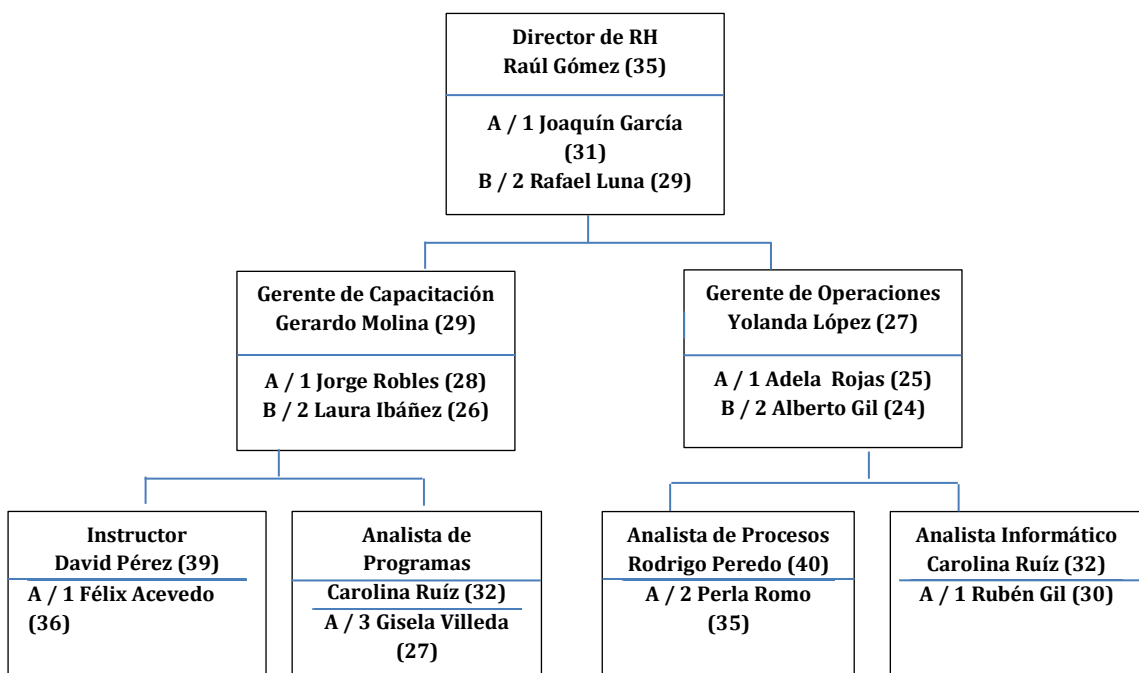 Director de RH
Raúl Gómez (35)
A / 1 Joaquín García
(31)
B / 2 Rafael Luna (29)
Gerente de Capacitación
Gerardo Molina (29)
A / 1 Jorge Robles (28)
B / 2 Laura Ibáñez (26)
Gerente de Operaciones
Yolanda López (27)
A / 1 Adela Rojas (25)
B / 2 Alberto Gil (24)
Instructor
David Pérez (39)
A / 1 Félix Acevedo
(36)
Analista de
Programas
Carolina Ruíz (32)
A / 3 Gisela Villeda
(27)
Analista de Procesos
Rodrigo Peredo (40)
A / 2 Perla Romo
(35)
Analista Informático
Carolina Ruíz (32)
A / 1 Rubén Gil (30)